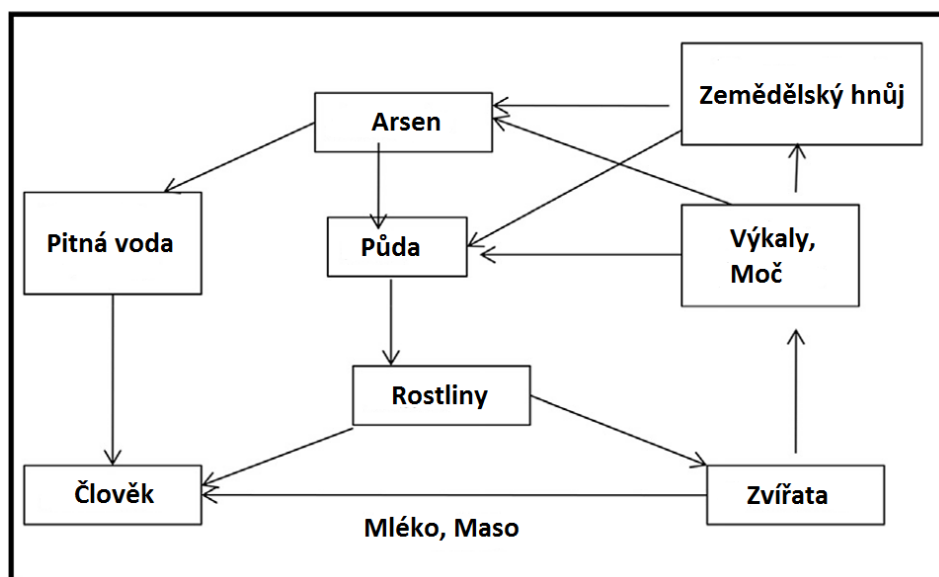 Zemědělský hnůj
Arsen
Pitná voda
Půda
Výkaly,
Moč
Rostliny
Člověk
Zvířata
Mléko, Maso